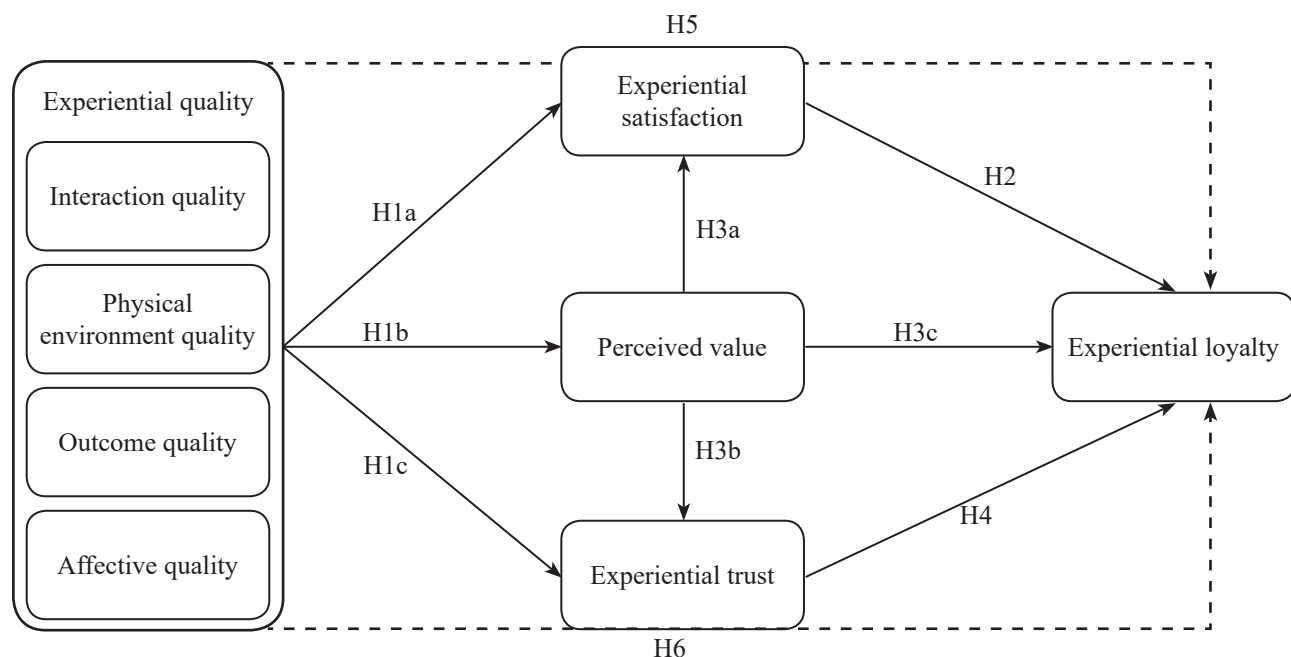 H5
Experiential quality
Interaction quality
Physical
environment quality
Outcome quality
Affective quality
H1a
H1b
H1c
Experiential
satisfaction
H3a
Perceived value
H3b
Experiential trust
H2
H3c
H4
Experiential loyalty
H6